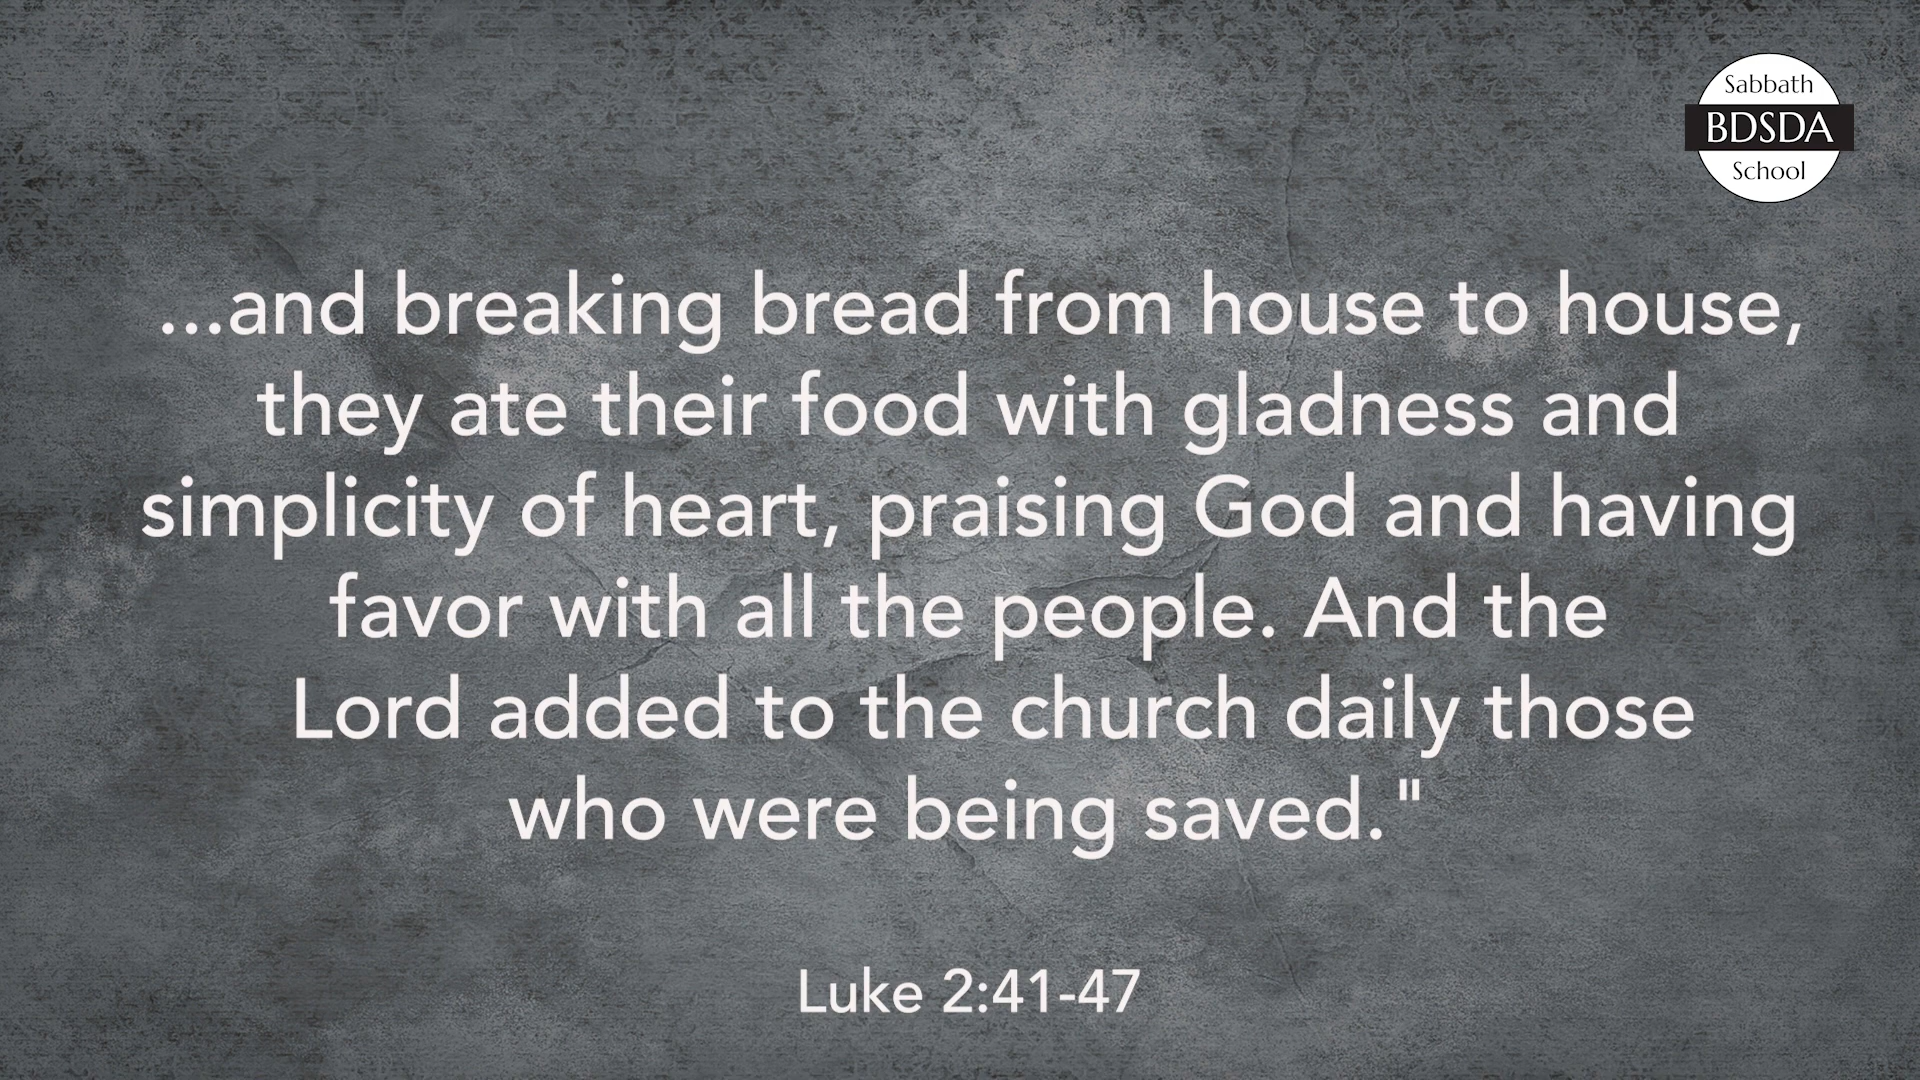 Sabbath
BDSDA
School
...and breaking bread from house to house,
they ate their food with gladness and
simplicity of heart, praising God and having
favor with all the people. And the
Lord added to the church daily those
who were being saved."
Luke 2:41-47